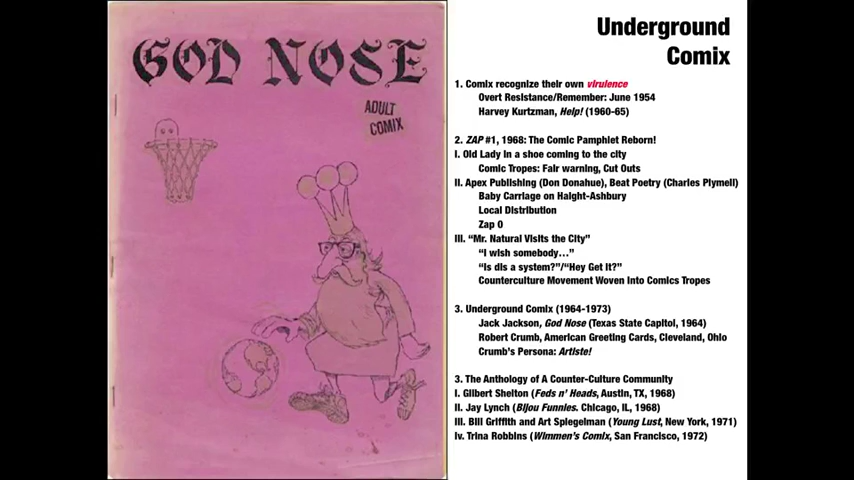 GOD NOSE
ADULT
COMIX
Underground
Comix
1. Comix recognize their own virulence
Overt Resistance/Remember: June 1954
Harvey Kurtzman, Help! (1960-65)
2. ZAP #1, 1968: The Comic Pamphlet Reborn!
I. Old Lady in a shoe coming to the city
Comic Tropes: Fair warning, Cut Outs
II. Apex Publishing (Don Donahue), Beat Poetry (Charles Plymell)
Baby Carriage on Haight-Ashbury
Local Distribution
Zap 0
III. “Mr. Natural Visits the City”
“I wish somebody…”
“Is dis a system?”/“Hey Get It?”
Counterculture Movement Woven Into Comics Tropes
3. Underground Comix (1964-1973)
Jack Jackson, God Nose (Texas State Capitol, 1964)
Robert Crumb, American Greeting Cards, Cleveland, Ohio
Crumb's Persona: Artiste!
3. The Anthology of A Counter-Culture Community
I. Gilbert Shelton (Feds n’ Heads, Austin, TX, 1968)
II. Jay Lynch (Bijou Funnies. Chicago, IL, 1968)
III. Bill Griffith and Art Spiegelman (Young Lust, New York, 1971)
Iv. Trina Robbins (Wimmen’s Comix, San Francisco, 1972)